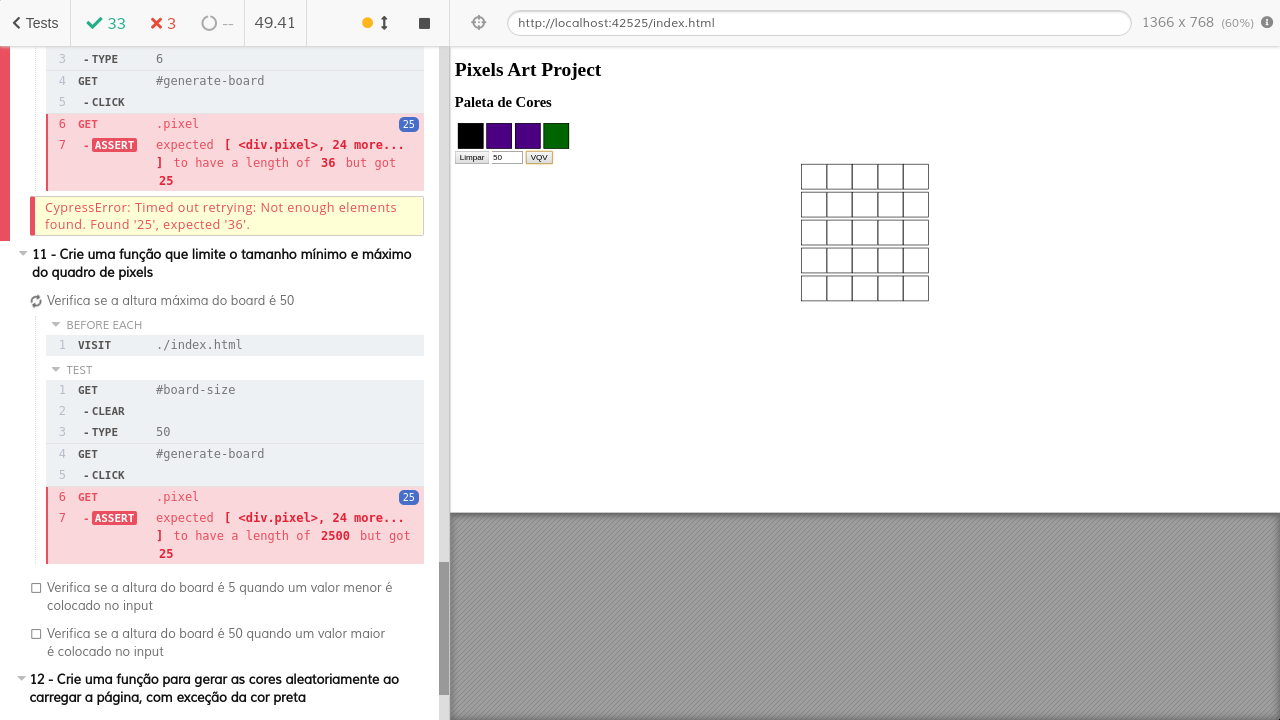 Tests
33
3
--
49.41
http://localhost:42525/index.html
1366 x 768 (60%)
3 - TYPE 6
4 GET #generate-board
5 - CLICK
6 GET .pixel 25
7 - ASSERT expected [ <div.pixel>, 24 more...
] to have a length of 36 but got
25
CypressError: Timed out retrying: Not enough elements
found. Found '25', expected '36'.
11 - Crie uma função que limite o tamanho mínimo e máximo
do quadro de pixels
Verifica se a altura máxima do board é 50
BEFORE EACH
1 VISIT ./index.html
TEST
1 GET #board-size
2 - CLEAR
3 - TYPE 50
4 GET #generate-board
5 - CLICK
6 GET .pixel 25
7 - ASSERT expected [ <div.pixel>, 24 more...
] to have a length of 2500 but got
25
Verifica se a altura do board é 5 quando um valor menor é
colocado no input
Verifica se a altura do board é 50 quando um valor maior
é colocado no input
12 - Crie uma função para gerar as cores aleatoriamente ao
carregar a página, com exceção da cor preta
Pixels Art Project
Paleta de Cores
Limpar 50 VQV